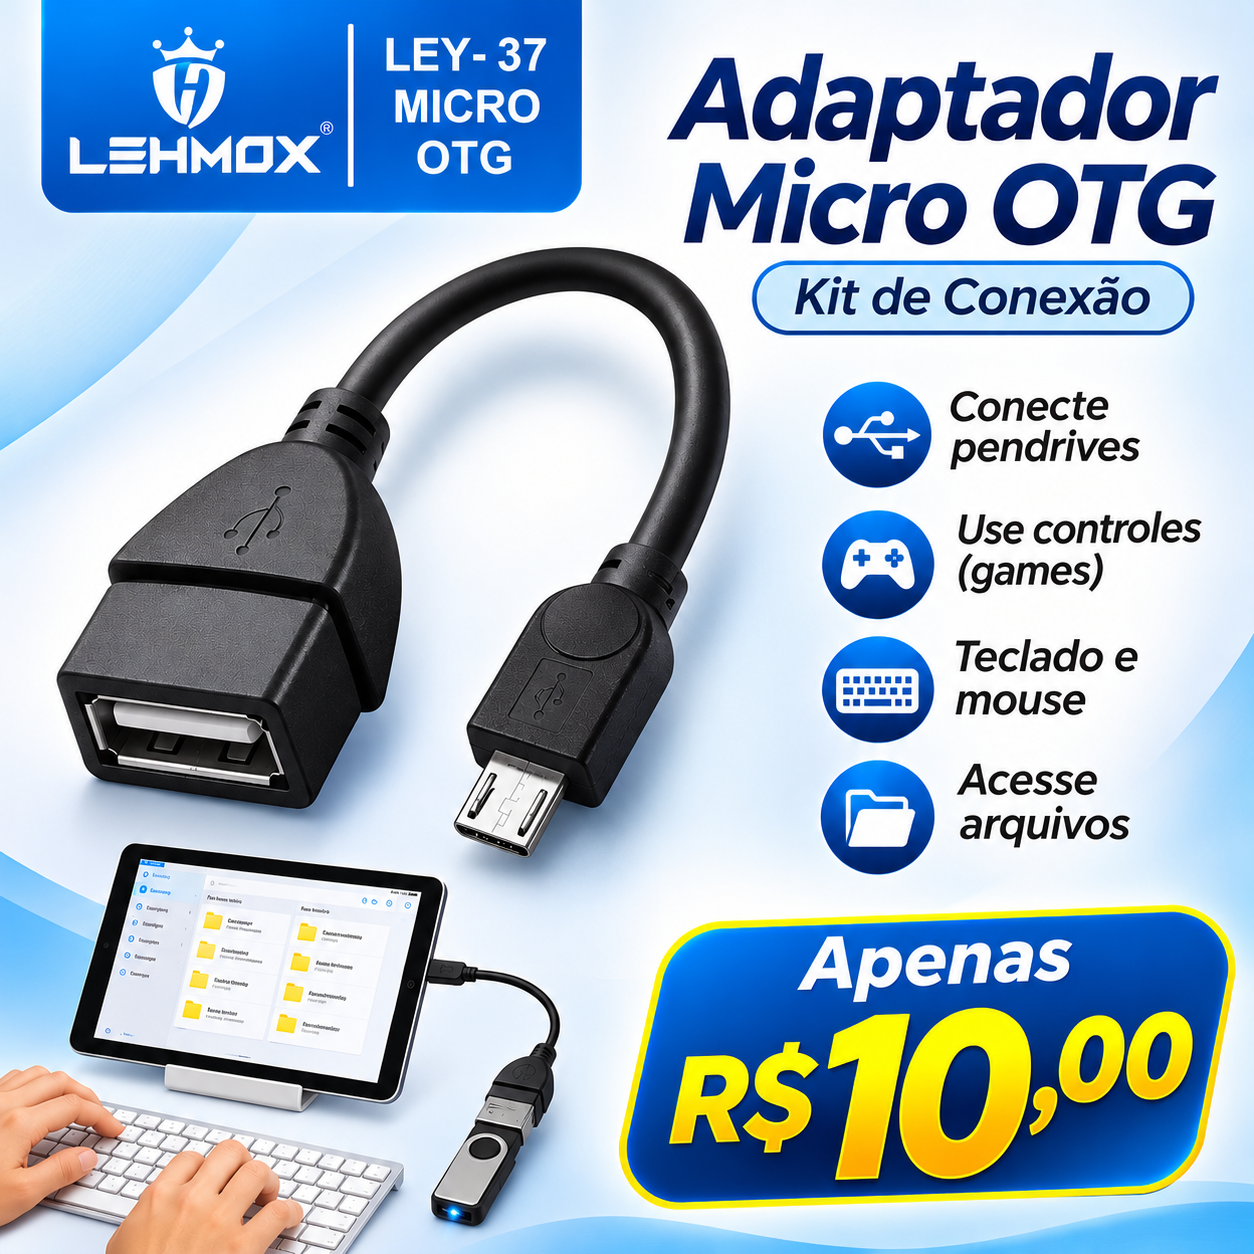 LEHMOX®
LEY- 37
MICRO
OTG
Adaptador
Micro OTG
Kit de Conexão
Conecte
pendrives
Use controles
(games)
Teclado e
mouse
Acesse
arquivos
Apenas
R$10,00